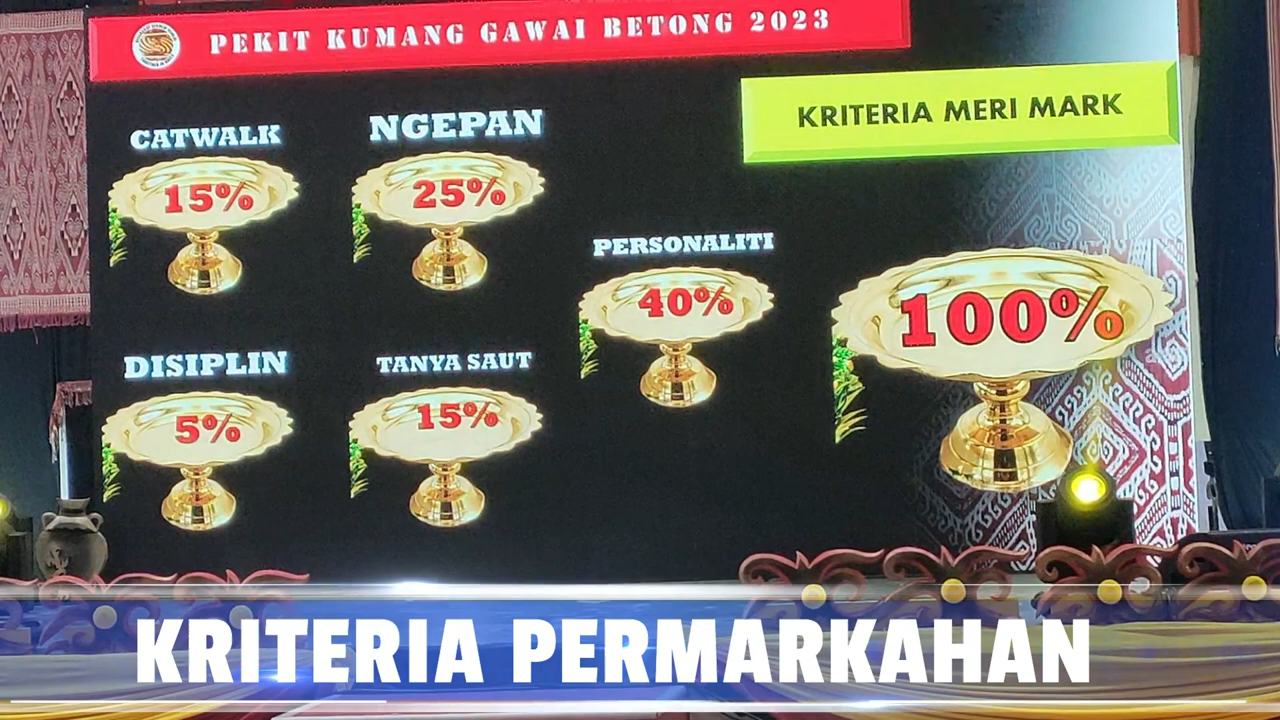 PEKIT KUMANG GAWAI BETONG 2023
KRITERIA MERI MARK
CATWALK
15%
NGEPAN
25%
PERSONALITI
40%
100%
DISIPLIN
5%
TANYA SAUT
15%
KRITERIA PERMARKAHAN